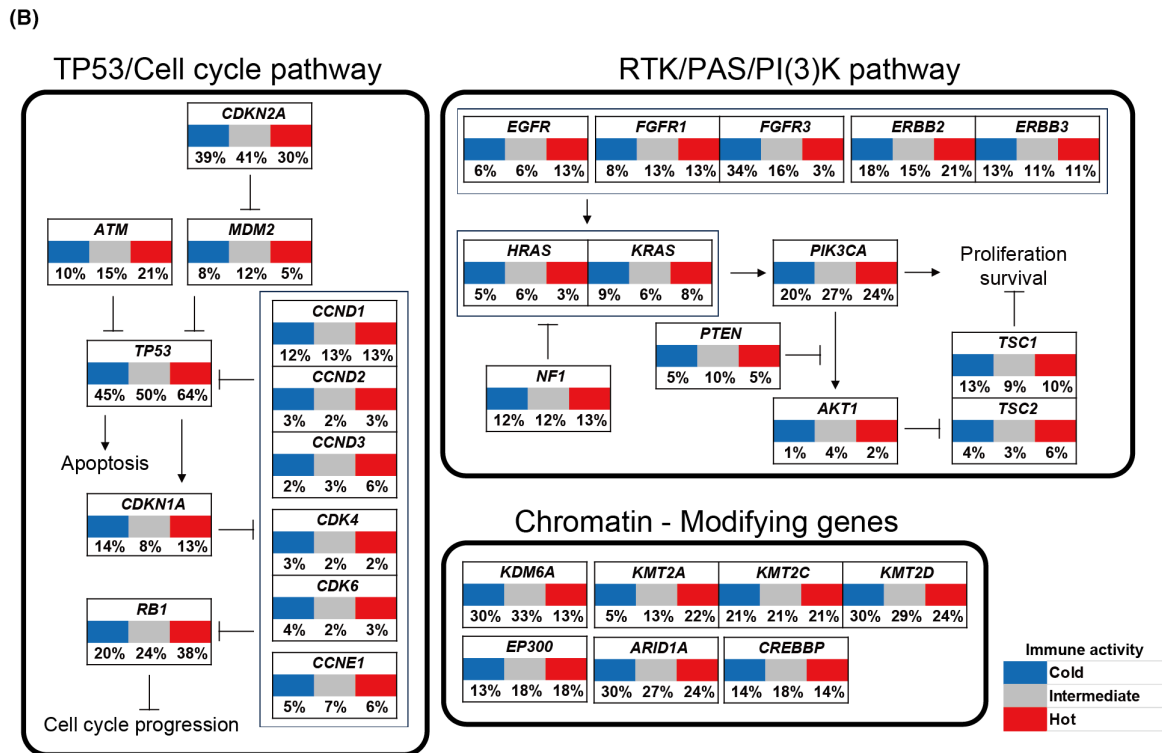 (B)
TP53/Cell cycle pathway
CDKN2A
39% 41% 30%
ATM
10% 15% 21%
MDM2
8% 12% 5%
TP53
45% 50% 64%
Apoptosis
CDKN1A
14% 8% 13%
RB1
20% 24% 38%
Cell cycle progression
CCND1
12% 13% 13%
CCND2
3% 2% 3%
CCND3
2% 3% 6%
CDK4
3% 2% 2%
CDK6
4% 2% 3%
CCNE1
5% 7% 6%
RTK/PAS/PI(3)K pathway
EGFR
6% 6% 13%
FGFR1
8% 13% 13%
FGFR3
34% 16% 3%
ERBB2
18% 15% 21%
ERBB3
13% 11% 11%
HRAS
5% 6% 3%
KRAS
9% 6% 8%
PIK3CA
20% 27% 24%
Proliferation
survival
NF1
12% 12% 13%
PTEN
5% 10% 5%
AKT1
1% 4% 2%
TSC1
13% 9% 10%
TSC2
4% 3% 6%
Chromatin - Modifying genes
KDM6A
30% 33% 13%
KMT2A
5% 13% 22%
KMT2C
21% 21% 21%
KMT2D
30% 29% 24%
EP300
13% 18% 18%
ARID1A
30% 27% 24%
CREBBP
14% 18% 14%
Immune activity
Cold
Intermediate
Hot